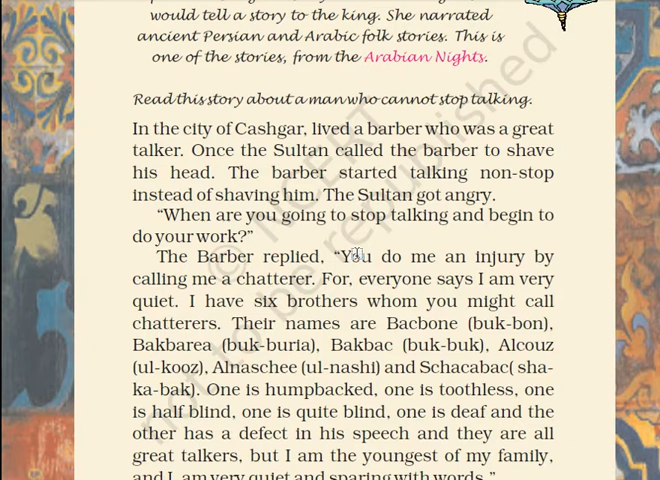 would tell a story to the king. She narrated
ancient Persian and Arabic folk stories. This is
one of the stories, from the Arabian Nights.
Read this story about a man who cannot stop talking.
In the city of Cashgar, lived a barber who was a great
talker. Once the Sultan called the barber to shave
his head. The barber started talking non-stop
instead of shaving him. The Sultan got angry.
“When are you going to stop talking and begin to
do your work?”
The Barber replied, “You do me an injury by
calling me a chatterer. For, everyone says I am very
quiet. I have six brothers whom you might call
chatterers. Their names are Bacbone (buk-bon),
Bakbarea (buk-buria), Bakbac (buk-buk), Alcouz
(ul-kooz), Alnaschee (ul-nashi) and Schacabac( sha-
ka-bak). One is humpbacked, one is toothless, one
is half blind, one is quite blind, one is deaf and the
other has a defect in his speech and they are all
great talkers, but I am the youngest of my family,
and I am very quiet and sparing with words.”
© NCERT
not to be republished